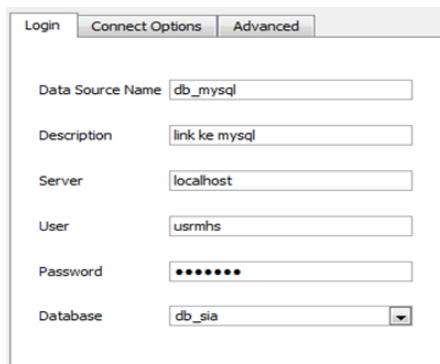 Login Connect Options Advanced
Data Source Name db_mysql
Description link ke mysql
Server localhost
User usrmhs
Password •••••••
Database db_sia